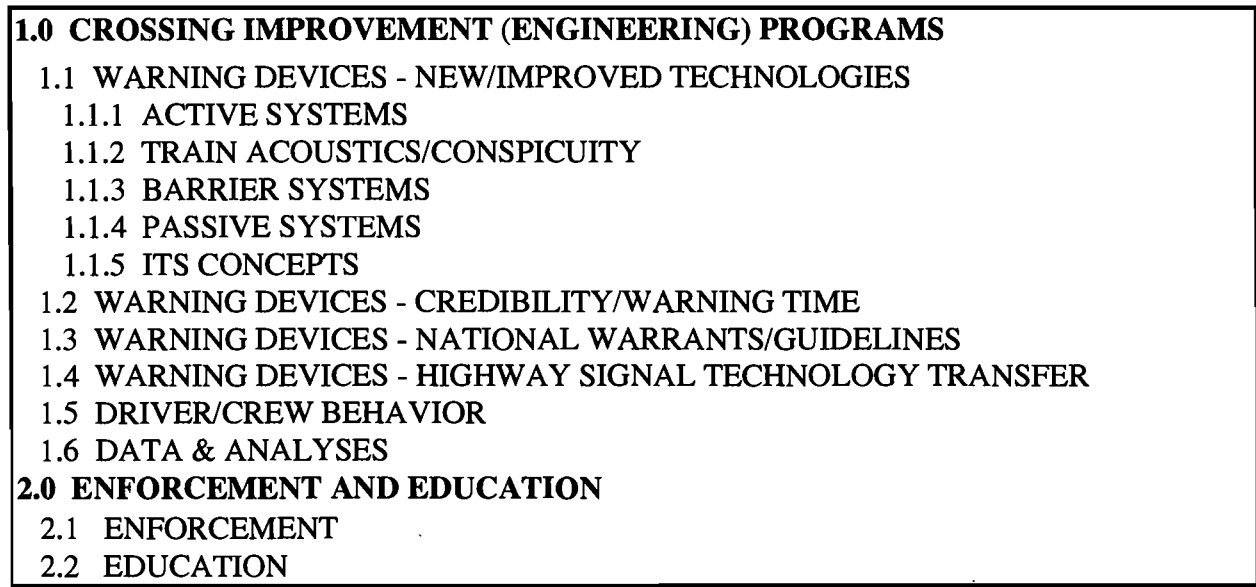 1.0 CROSSING IMPROVEMENT (ENGINEERING) PROGRAMS
1.1 WARNING DEVICES - NEW/IMPROVED TECHNOLOGIES
1.1.1 ACTIVE SYSTEMS
1.1.2 TRAIN ACOUSTICS/CONSPICUITY
1.1.3 BARRIER SYSTEMS
1.1.4 PASSIVE SYSTEMS
1.1.5 ITS CONCEPTS
1.2 WARNING DEVICES - CREDIBILITY/WARNING TIME
1.3 WARNING DEVICES - NATIONAL WARRANTS/GUIDELINES
1.4 WARNING DEVICES - HIGHWAY SIGNAL TECHNOLOGY TRANSFER
1.5 DRIVER/CREW BEHAVIOR
1.6 DATA & ANALYSES
2.0 ENFORCEMENT AND EDUCATION
2.1 ENFORCEMENT
2.2 EDUCATION